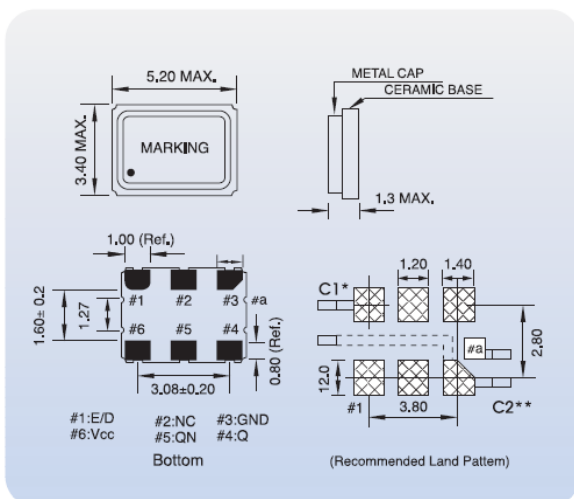 5.20 MAX.
3.40 MAX.
MARKING
METAL CAP
CERAMIC BASE
1.3 MAX.
1.00 (Ref.)
#1 #2 #3 #a
#6 #5 #4
1.60± 0.2
1.27
0.80 (Ref.)
3.08±0.20
#1:E/D #2:NC #3:GND
#6:Vcc #5:QN #4:Q
Bottom
1.20 1.40
C1*
#a
2.80
12.0
#1 3.80 C2**
(Recommended Land Pattem)